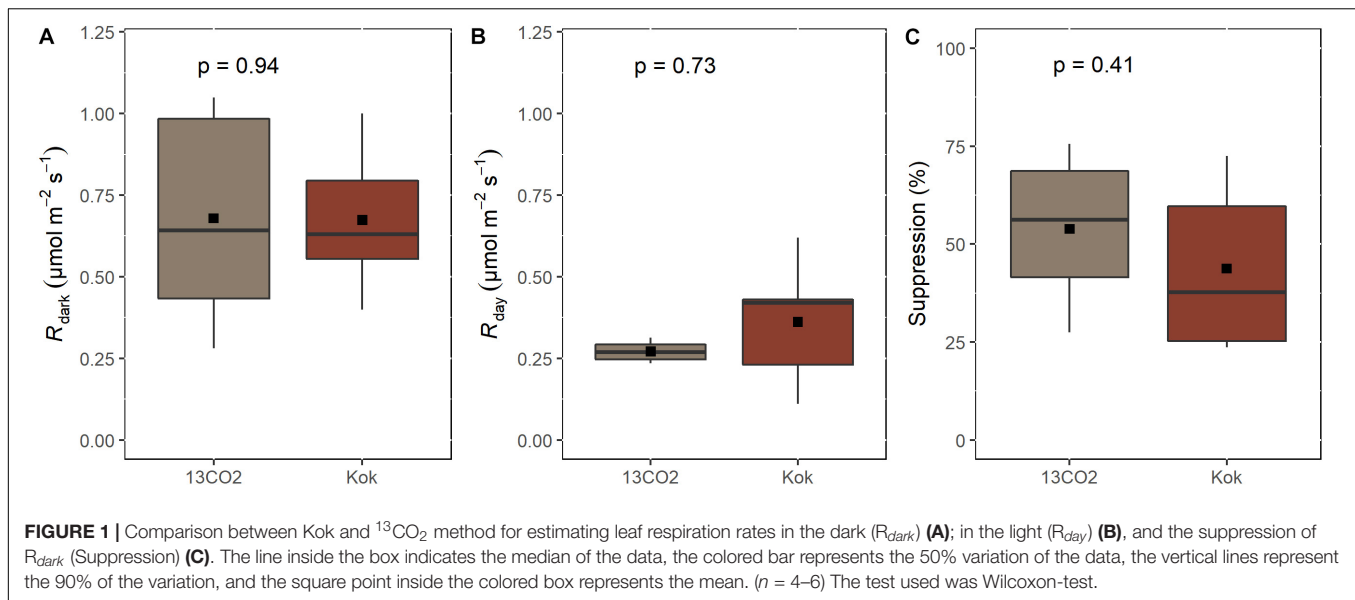 A
p = 0.94
1.25
1.00
0.75
0.50
0.25
0.00
R_dark (µmol m⁻² s⁻¹)
13CO2 Kok
B
p = 0.73
1.25
1.00
0.75
0.50
0.25
0.00
R_day (µmol m⁻² s⁻¹)
13CO2 Kok
C
p = 0.41
100
75
50
25
0
Suppression (%)
13CO2 Kok
FIGURE 1 | Comparison between Kok and ¹³CO₂ method for estimating leaf respiration rates in the dark (R_dark) (A); in the light (R_day) (B), and the suppression of
R_dark (Suppression) (C). The line inside the box indicates the median of the data, the colored bar represents the 50% variation of the data, the vertical lines represent
the 90% of the variation, and the square point inside the colored box represents the mean. (n = 4–6) The test used was Wilcoxon-test.